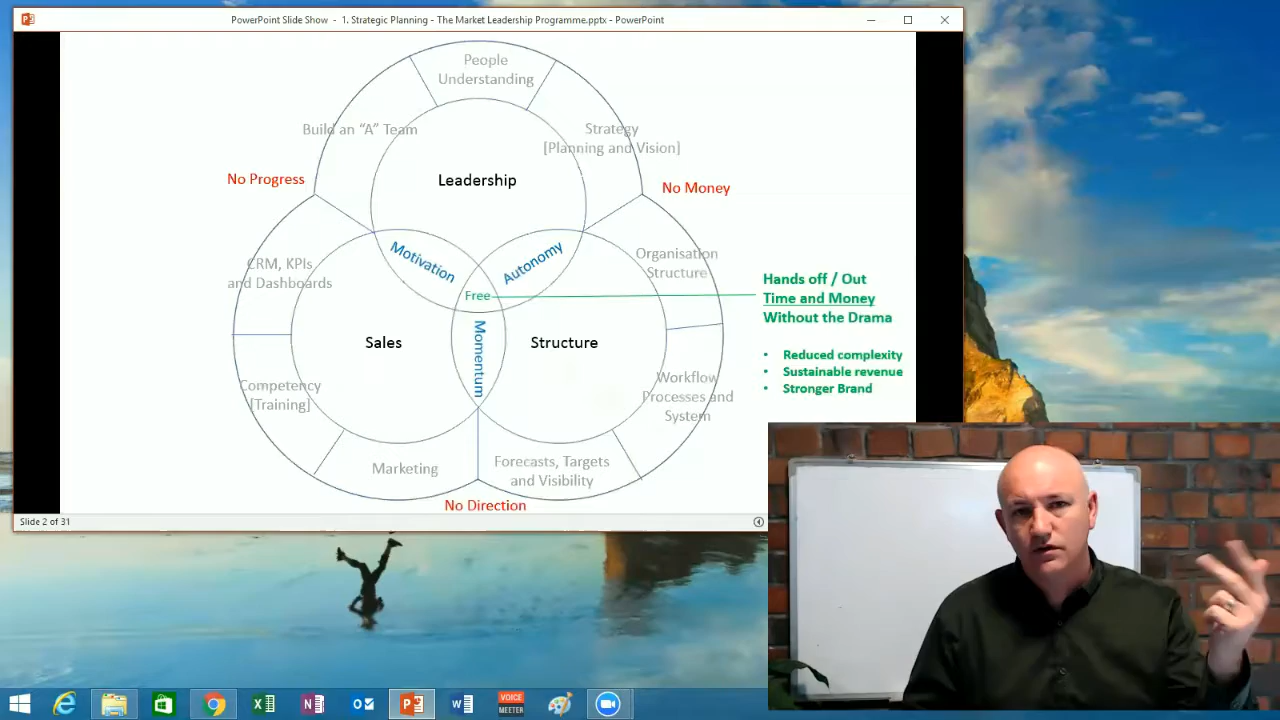 PowerPoint Slide Show - 1. Strategic Planning - The Market Leadership Programme.pptx - PowerPoint
People
Understanding
Build an “A” Team
Strategy
[Planning and Vision]
No Progress
Leadership
No Money
Motivation
Autonomy
CRM, KPIs
and Dashboards
Organisation
Structure
Free
Hands off / Out
Time and Money
Without the Drama
Sales
Momentum
Structure
Reduced complexity
Sustainable revenue
Stronger Brand
Competency
[Training]
Workflow
Processes and
System
Marketing
Forecasts, Targets
and Visibility
No Direction
Slide 2 of 31
VOICE
MEETER